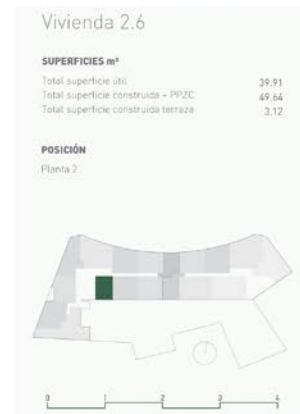 Vivienda 2.6
SUPERFICIES m²
Total superficie útil 39.91
Total superficie construida + PPZC 49.64
Total superficie construida terraza 3.12
POSICIÓN
Planta 2
0 1 2 3 4